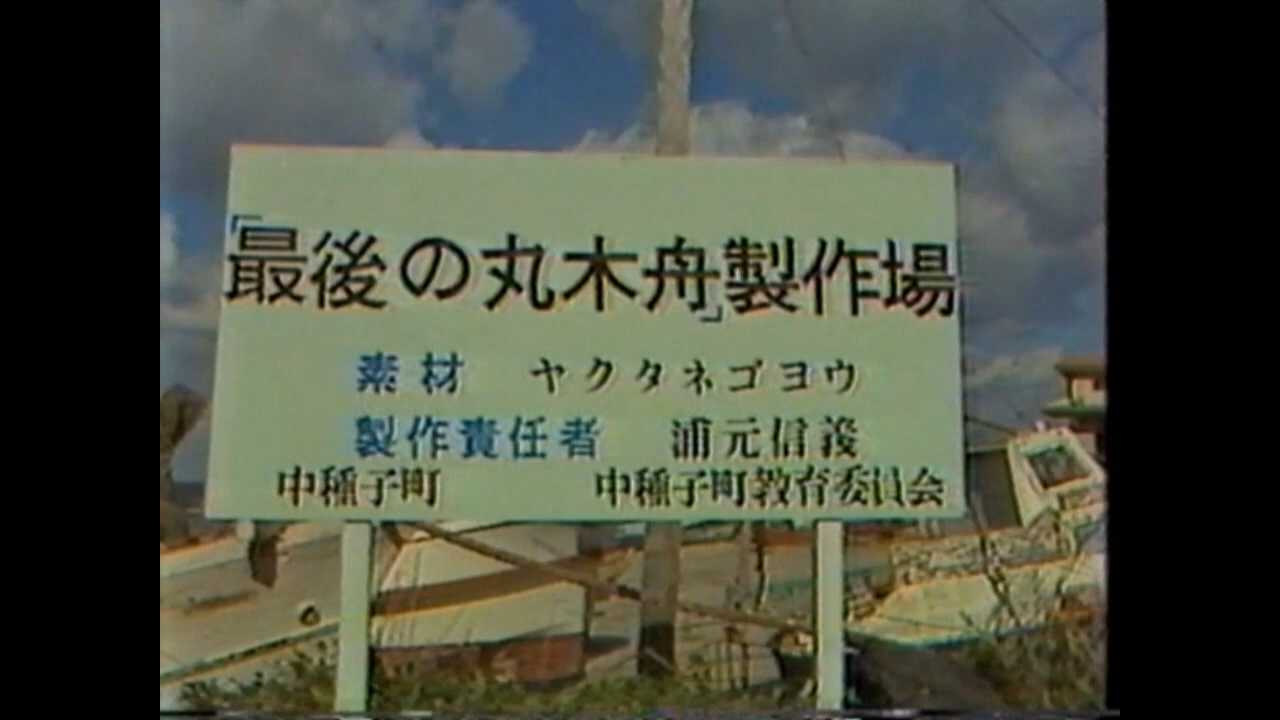 「最後の丸木舟」製作場
素材 ヤクタネゴヨウ
製作責任者 浦元信義
中種子町 中種子町教育委員会